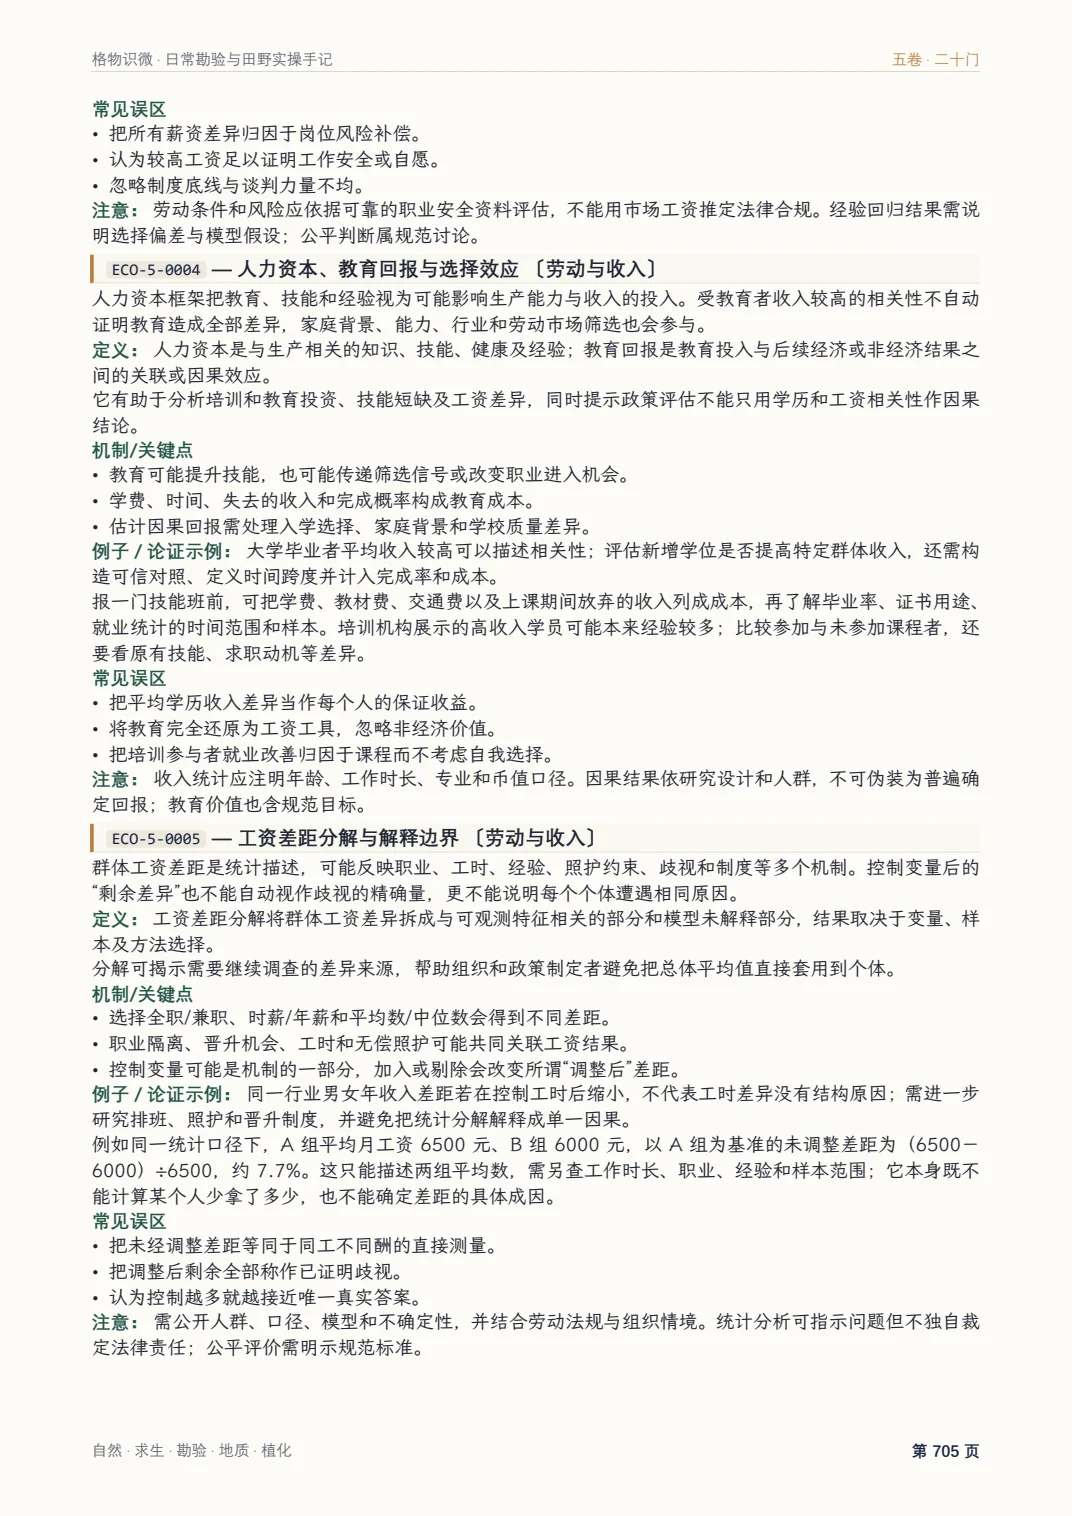 格物识微 · 日常勘验与田野实操手记
五卷 · 二十门
常见误区
• 把所有薪资差异归因于岗位风险补偿。
• 认为较高工资足以证明工作安全或自愿。
• 忽略制度底线与谈判力量不均。
注意： 劳动条件和风险应依据可靠的职业安全资料评估，不能用市场工资推定法律合规。经验回归结果需说
明选择偏差与模型假设；公平判断属规范讨论。
ECO-5-0004 — 人力资本、教育回报与选择效应 〔劳动与收入〕
人力资本框架把教育、技能和经验视为可能影响生产能力与收入的投入。受教育者收入较高的相关性不自动
证明教育造成全部差异，家庭背景、能力、行业和劳动市场筛选也会参与。
定义： 人力资本是与生产相关的知识、技能、健康及经验；教育回报是教育投入与后续经济或非经济结果之
间的关联或因果效应。
它有助于分析培训和教育投资、技能短缺及工资差异，同时提示政策评估不能只用学历和工资相关性作因果
结论。
机制/关键点
• 教育可能提升技能，也可能传递筛选信号或改变职业进入机会。
• 学费、时间、失去的收入和完成概率构成教育成本。
• 估计因果回报需处理入学选择、家庭背景和学校质量差异。
例子 / 论证示例： 大学毕业者平均收入较高可以描述相关性；评估新增学位是否提高特定群体收入，还需构
造可信对照、定义时间跨度并计入完成率和成本。
报一门技能班前，可把学费、教材费、交通费以及上课期间放弃的收入列成成本，再了解毕业率、证书用途、
就业统计的时间范围和样本。培训机构展示的高收入学员可能本来经验较多；比较参加与未参加课程者，还
要看原有技能、求职动机等差异。
常见误区
• 把平均学历收入差异当作每个人的保证收益。
• 将教育完全还原为工资工具，忽略非经济价值。
• 把培训参与者就业改善归因于课程而不考虑自我选择。
注意： 收入统计应注明年龄、工作时长、专业和币值口径。因果结果依研究设计和人群，不可伪装为普遍确
定回报；教育价值也含规范目标。
ECO-5-0005 — 工资差距分解与解释边界 〔劳动与收入〕
群体工资差距是统计描述，可能反映职业、工时、经验、照护约束、歧视和制度等多个机制。控制变量后的
“剩余差异”也不能自动视作歧视的精确量，更不能说明每个个体遭遇相同原因。
定义： 工资差距分解将群体工资差异拆成与可观测特征相关的部分和模型未解释部分，结果取决于变量、样
本及方法选择。
分解可揭示需要继续调查的差异来源，帮助组织和政策制定者避免把总体平均值直接套用到个体。
机制/关键点
• 选择全职/兼职、时薪/年薪和平均数/中位数会得到不同差距。
• 职业隔离、晋升机会、工时和无偿照护可能共同关联工资结果。
• 控制变量可能是机制的一部分，加入或剔除会改变所谓“调整后”差距。
例子 / 论证示例： 同一行业男女年收入差距若在控制工时后缩小，不代表工时差异没有结构原因；需进一步
研究排班、照护和晋升制度，并避免把统计分解解释成单一因果。
例如同一统计口径下，A 组平均月工资 6500 元、B 组 6000 元，以 A 组为基准的未调整差距为（6500−
6000）÷6500，约 7.7%。这只能描述两组平均数，需另查工作时长、职业、经验和样本范围；它本身既不
能计算某个人少拿了多少，也不能确定差距的具体成因。
常见误区
• 把未经调整差距等同于同工不同酬的直接测量。
• 把调整后剩余全部称作已证明歧视。
• 认为控制越多就越接近唯一真实答案。
注意： 需公开人群、口径、模型和不确定性，并结合劳动法规与组织情境。统计分析可指示问题但不独自裁
定法律责任；公平评价需明示规范标准。
自然 · 求生 · 勘验 · 地质 · 植化
第 705 页